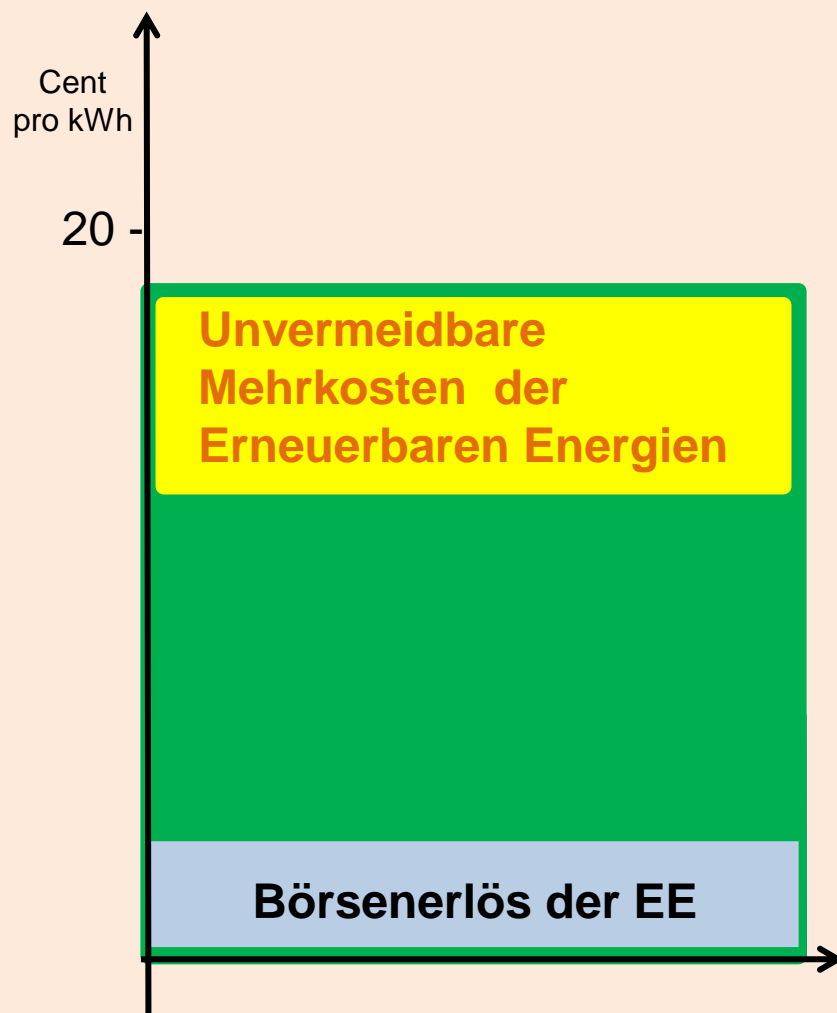 Cent
pro kWh
20 -
Unvermeidbare
Mehrkosten der
Erneuerbaren Energien
Börsenerlös der EE